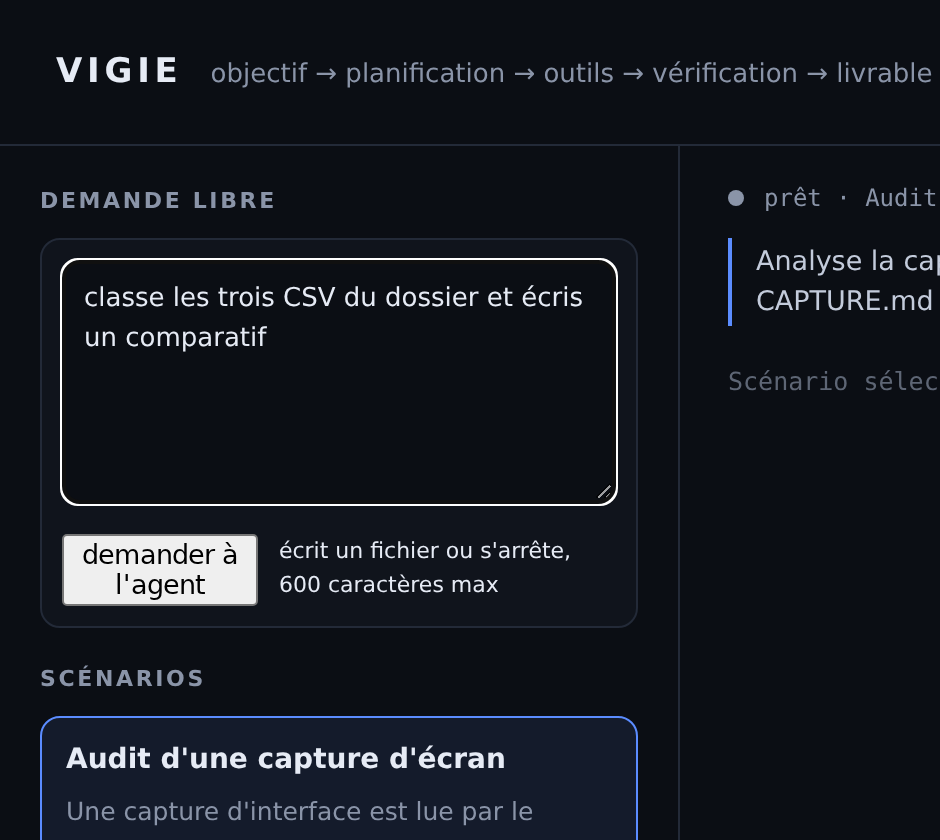 VIGIE objectif → planification → outils → vérification → livrable
DEMANDE LIBRE
classe les trois CSV du dossier et écris
un comparatif
demander à
l'agent
écrit un fichier ou s'arrête,
600 caractères max
SCÉNARIOS
Audit d'une capture d'écran
Une capture d'interface est lue par le
prêt · Audit
Analyse la cap
CAPTURE.md
Scénario sélec